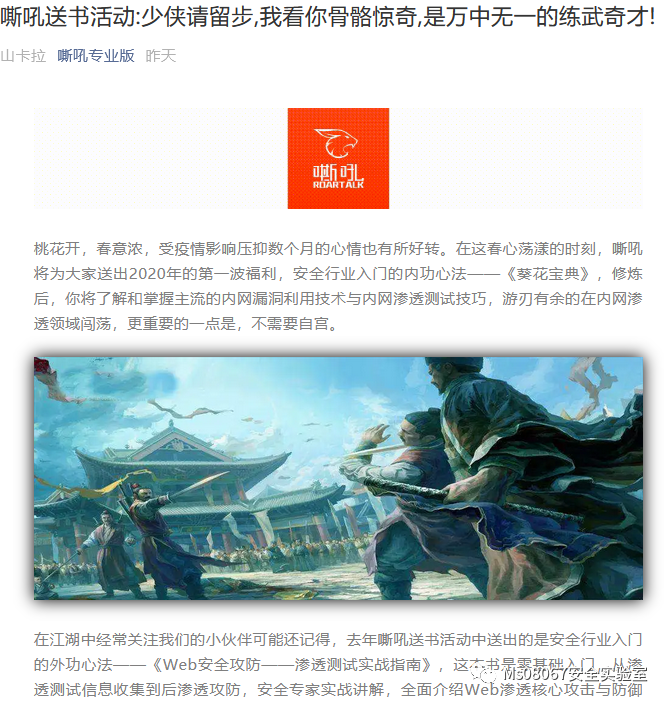 嘶吼送书活动:少侠请留步,我看你骨骼惊奇,是万中无一的练武奇才!
山卡拉 嘶吼专业版 昨天
嘶吼
ROARTALK
桃花开，春意浓，受疫情影响压抑数个月的心情也有所好转。在这春心荡漾的时刻，嘶吼
将为大家送出2020年的第一波福利，安全行业入门的内功心法——《葵花宝典》，修炼
后，你将了解和掌握主流的内网漏洞利用技术与内网渗透测试技巧，游刃有余的在内网渗
透领域闯荡，更重要的一点是，不需要自宫。
在江湖中经常关注我们的小伙伴可能还记得，去年嘶吼送书活动中送出的是安全行业入门
的外功心法——《Web安全攻防——渗透测试实战指南》，这本书是零基础入门，从渗
透测试信息收集到后渗透攻防，安全专家实战讲解，全面介绍Web渗透核心攻击与防御
MS08067安全实验室